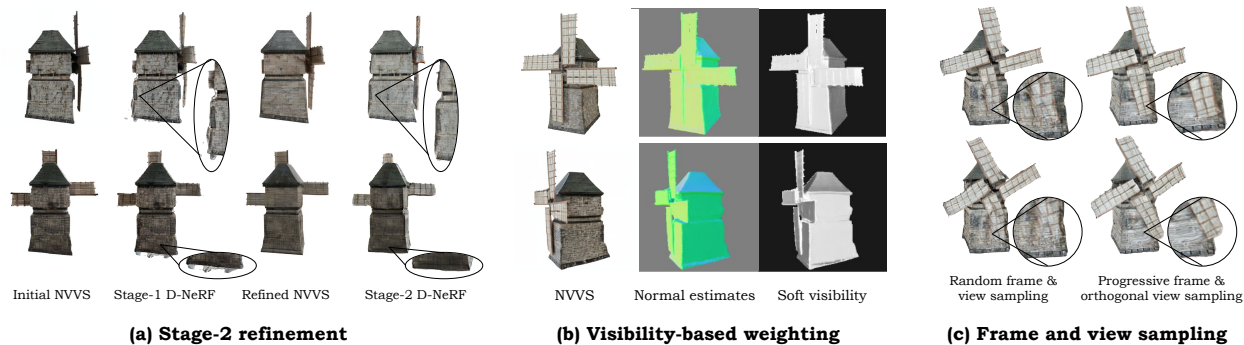 Initial NVVS
Stage-1 D-NeRF
Refined NVVS
Stage-2 D-NeRF
(a) Stage-2 refinement
NVVS
Normal estimates
Soft visibility
(b) Visibility-based weighting
Random frame &
view sampling
Progressive frame &
orthogonal view sampling
(c) Frame and view sampling